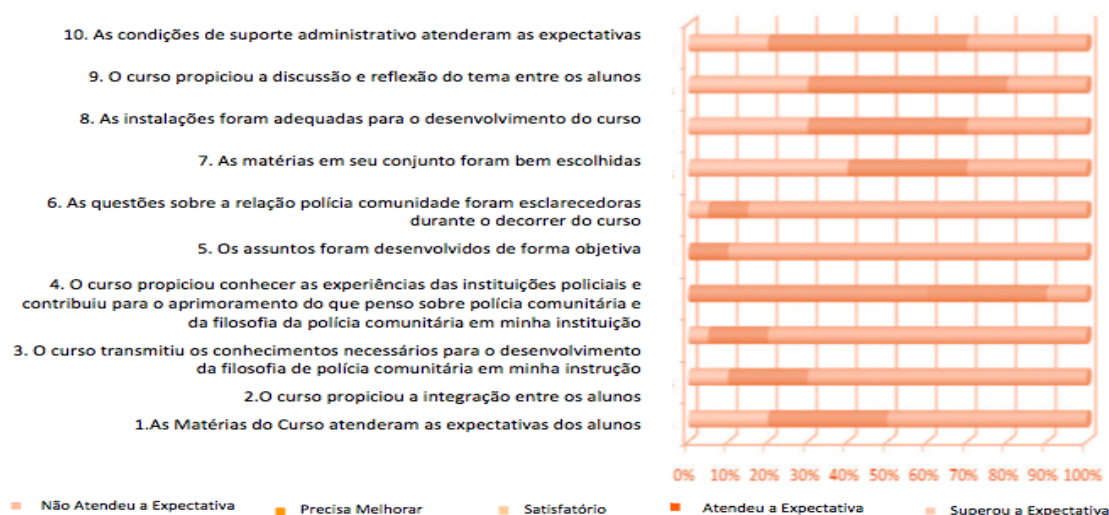 10. As condições de suporte administrativo atenderam as expectativas
9. O curso propiciou a discussão e reflexão do tema entre os alunos
8. As instalações foram adequadas para o desenvolvimento do curso
7. As matérias em seu conjunto foram bem escolhidas
6. As questões sobre a relação polícia comunidade foram esclarecedoras
durante o decorrer do curso
5. Os assuntos foram desenvolvidos de forma objetiva
4. O curso propiciou conhecer as experiências das instituições policiais e
contribuiu para o aprimoramento do que penso sobre polícia comunitária e
da filosofia da polícia comunitária em minha instituição
3. O curso transmitiu os conhecimentos necessários para o desenvolvimento
da filosofia de polícia comunitária em minha instrução
2.O curso propiciou a integração entre os alunos
1.As Matérias do Curso atenderam as expectativas dos alunos
0% 10% 20% 30% 40% 50% 60% 70% 80% 90% 100%
Não Atendeu a Expectativa Precisa Melhorar Satisfatório Atendeu a Expectativa Superou a Expectativa